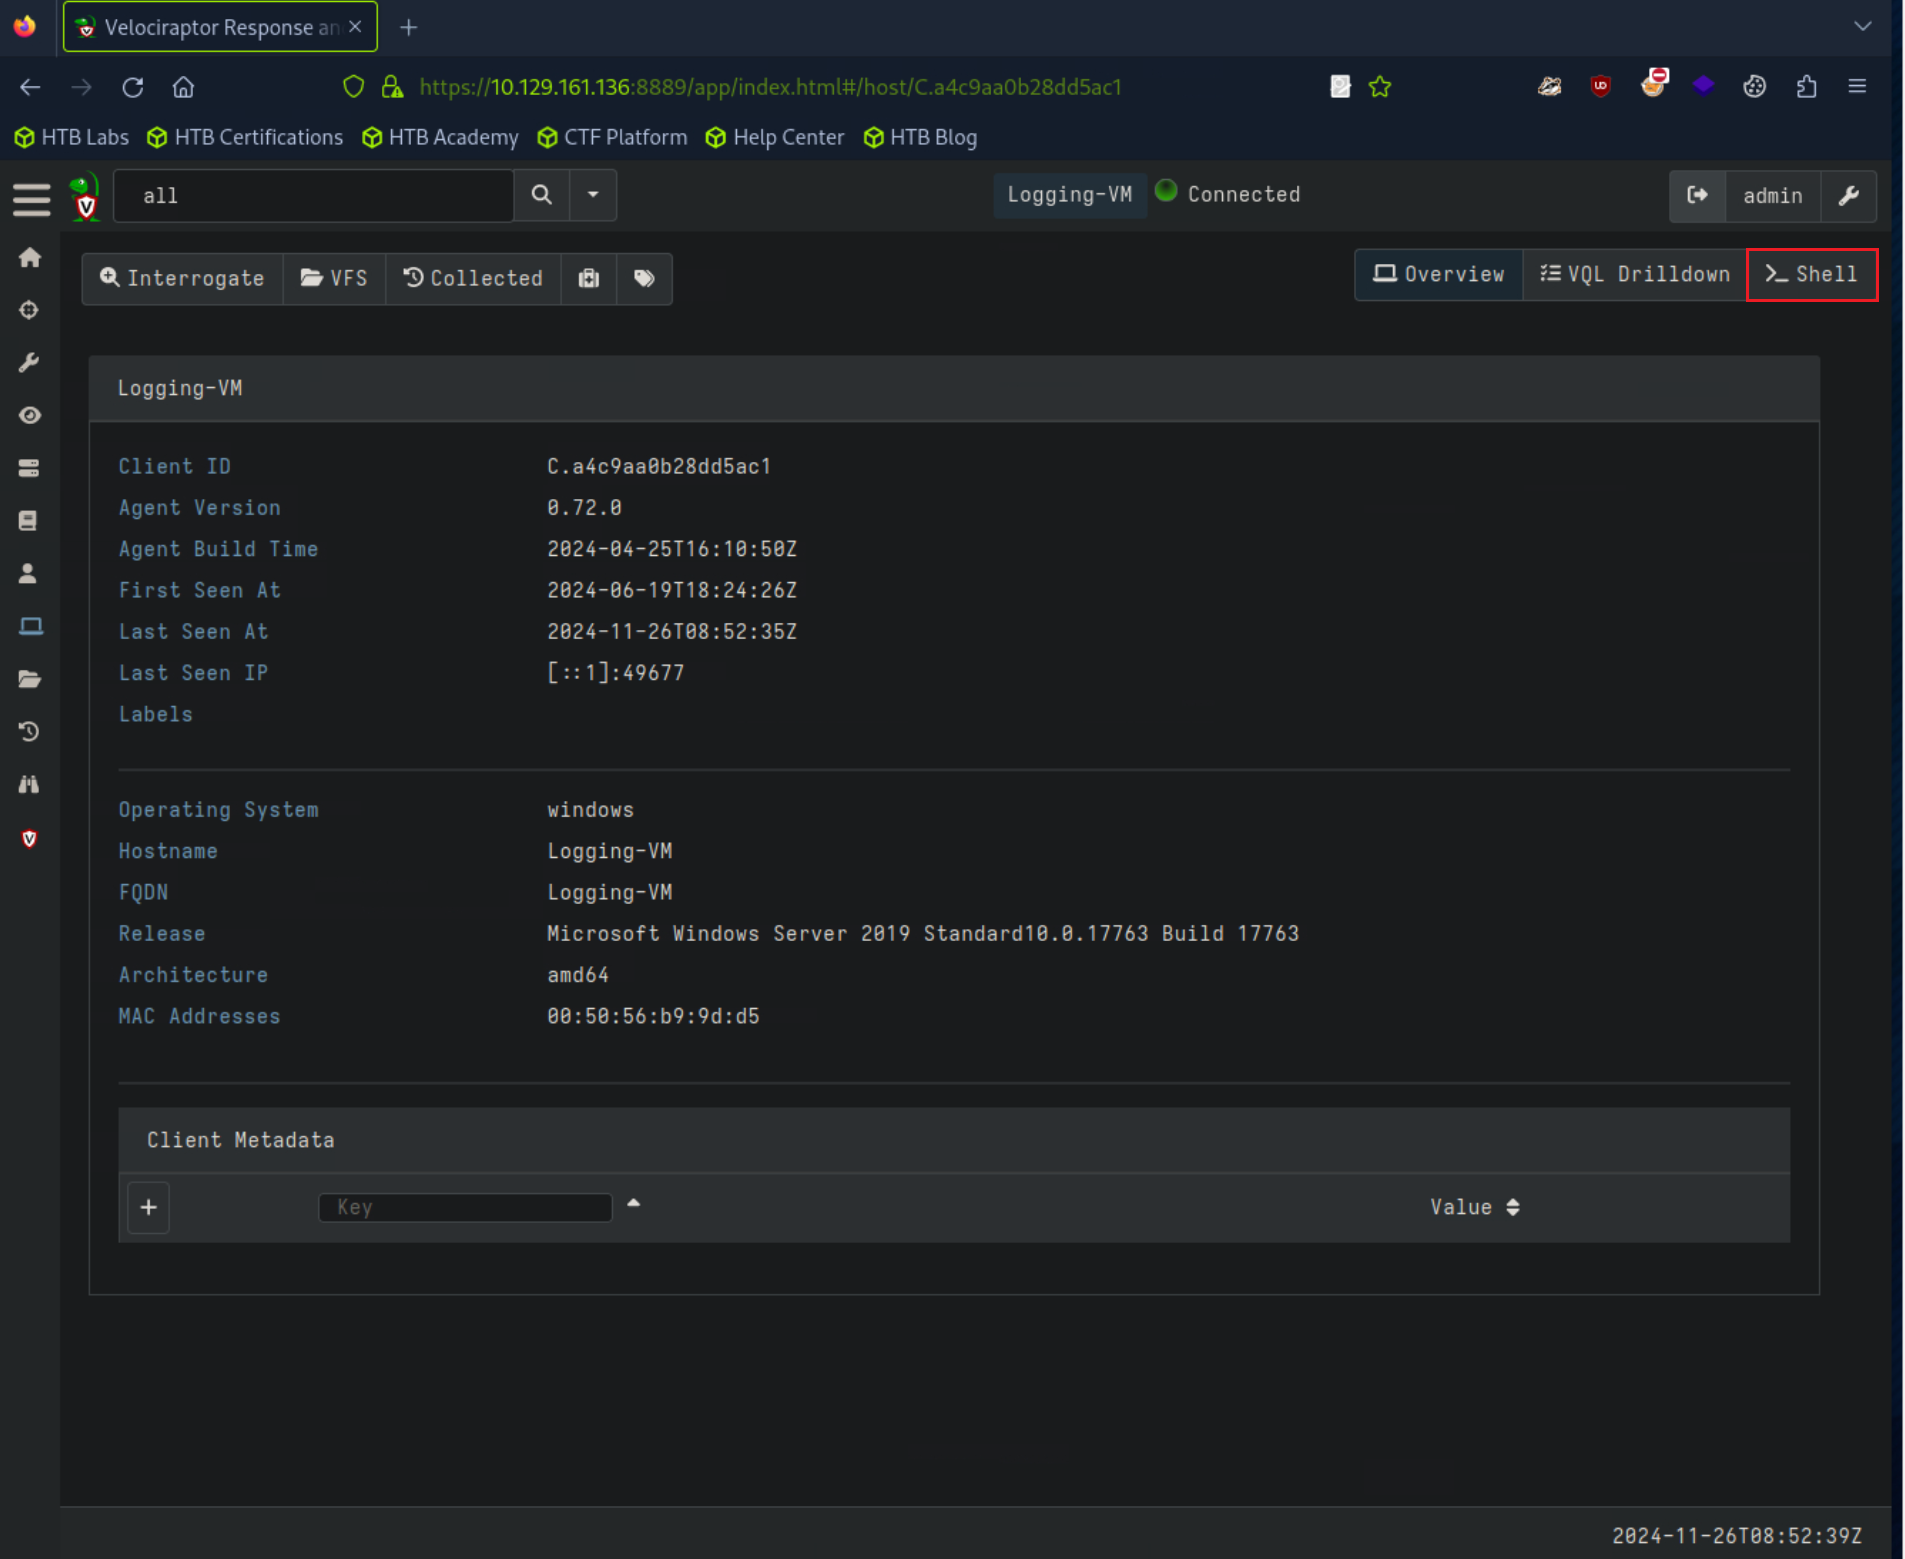 Velociraptor Response an
https://10.129.161.136:8889/app/index.html#/host/C.a4c9aa0b28dd5ac1
HTB Labs HTB Certifications HTB Academy CTF Platform Help Center HTB Blog
all Logging-VM Connected admin
Interrogate VFS Collected Overview VQL Drilldown Shell
Logging-VM
Client ID C.a4c9aa0b28dd5ac1
Agent Version 0.72.0
Agent Build Time 2024-04-25T16:10:50Z
First Seen At 2024-06-19T18:24:26Z
Last Seen At 2024-11-26T08:52:35Z
Last Seen IP [::1]:49677
Labels
Operating System windows
Hostname Logging-VM
FQDN Logging-VM
Release Microsoft Windows Server 2019 Standard10.0.17763 Build 17763
Architecture amd64
MAC Addresses 00:50:56:b9:9d:d5
Client Metadata
Key Value
2024-11-26T08:52:39Z